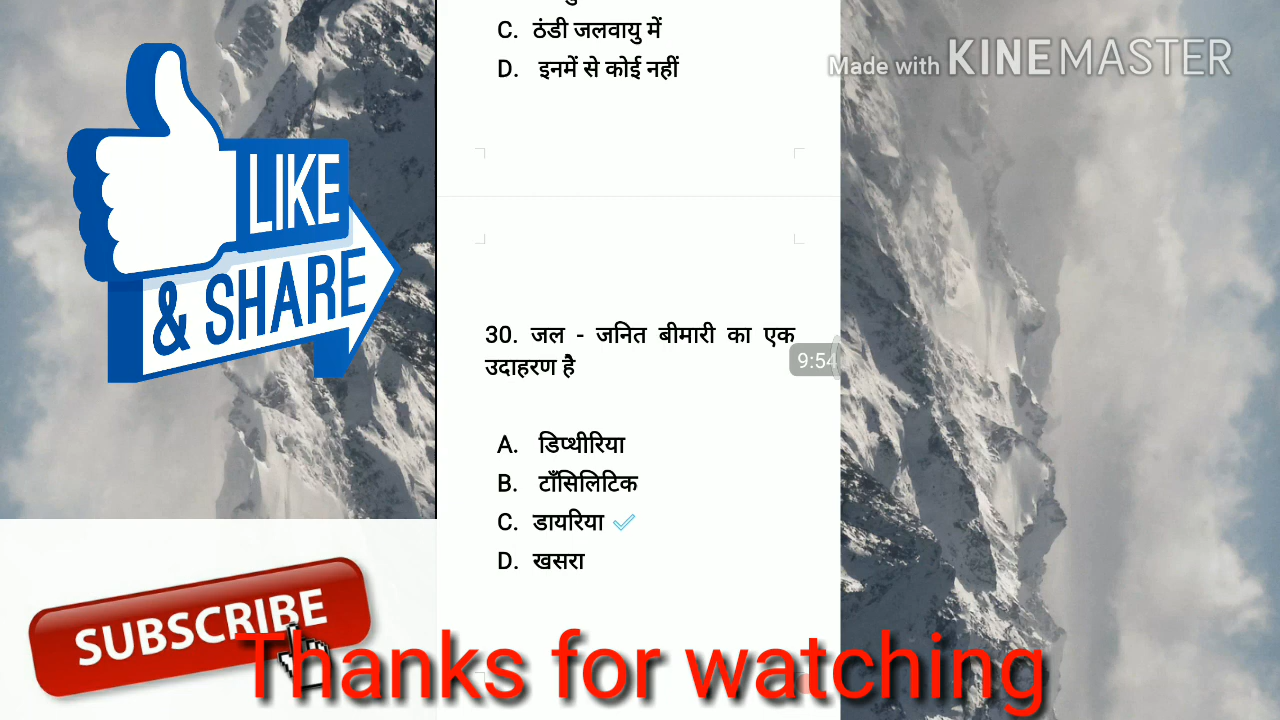 C. ठंडी जलवायु में
D. इनमें से कोई नहीं
Made with KINEMASTER
LIKE
& SHARE
30. जल - जनित बीमारी का एक
उदाहरण है
9:54
A. डिप्थीरिया
B. टाँसिलिटिक
C. डायरिया
D. खसरा
SUBSCRIBE
Thanks for watching